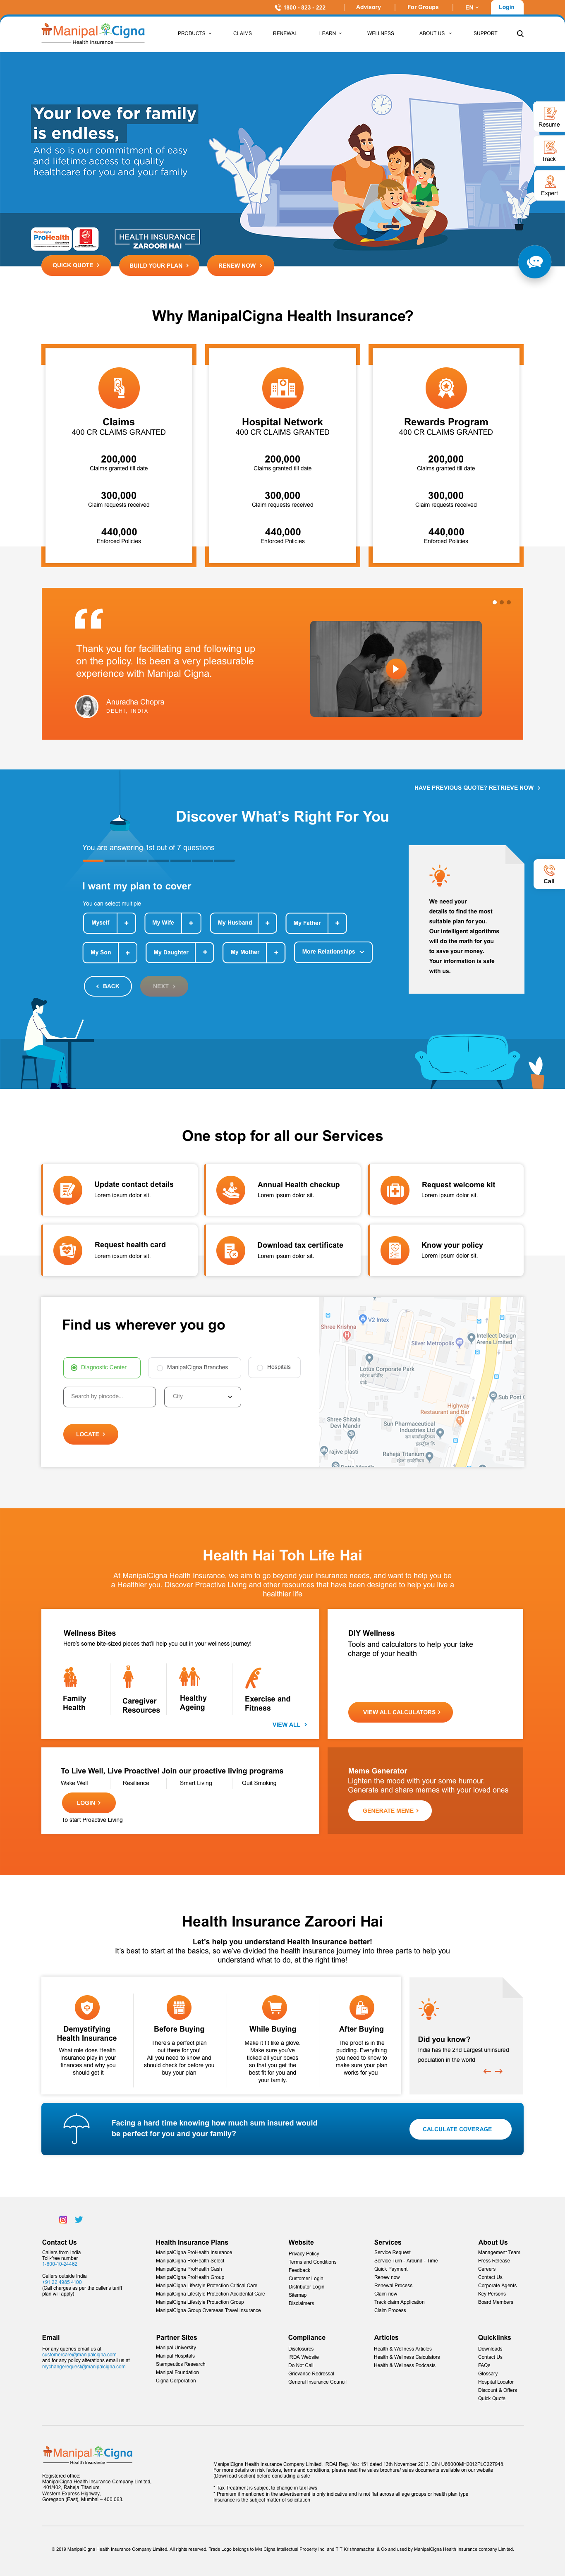 1800 - 823 - 222
Advisory
For Groups
EN
Login
Manipal Cigna
Health Insurance
PRODUCTS
CLAIMS
RENEWAL
LEARN
WELLNESS
ABOUT US
SUPPORT
Your love for family
is endless,
And so is our commitment of easy
and lifetime access to quality
healthcare for you and your family
Resume
Track
Expert
ProHealth
HEALTH INSURANCE
ZAROORI HAI
QUICK QUOTE
BUILD YOUR PLAN
RENEW NOW
Why ManipalCigna Health Insurance?
Claims
400 CR CLAIMS GRANTED
200,000
Claims granted till date
300,000
Claim requests received
440,000
Enforced Policies
Hospital Network
400 CR CLAIMS GRANTED
200,000
Claims granted till date
300,000
Claim requests received
440,000
Enforced Policies
Rewards Program
400 CR CLAIMS GRANTED
200,000
Claims granted till date
300,000
Claim requests received
440,000
Enforced Policies
Thank you for facilitating and following up
on the policy. Its been a very pleasurable
experience with Manipal Cigna.
Anuradha Chopra
DELHI, INDIA
HAVE PREVIOUS QUOTE? RETRIEVE NOW
Discover What's Right For You
You are answering 1st out of 7 questions
I want my plan to cover
You can select multiple
Myself +
My Wife +
My Husband +
My Father +
My Son +
My Daughter +
My Mother +
More Relationships
BACK
NEXT
We need your
details to find the most
suitable plan for you.
Our intelligent algorithms
will do the math for you
to save your money.
Your information is safe
with us.
Call
One stop for all our Services
Update contact details
Lorem ipsum dolor sit.
Annual Health checkup
Lorem ipsum dolor sit.
Request welcome kit
Lorem ipsum dolor sit.
Request health card
Lorem ipsum dolor sit.
Download tax certificate
Lorem ipsum dolor sit.
Know your policy
Lorem ipsum dolor sit.
Find us wherever you go
Diagnostic Center
ManipalCigna Branches
Hospitals
Search by pincode...
City
LOCATE
V2 Intex
Shree Krishna
Silver Metropolis
Intellect Design
Arena Limited
Lotus Corporate Park
Sub Post
Highway
Restaurant and Bar
Shree Shitala
Devi Mandir
Sun Pharmaceutical
Industries Ltd
rajive plasti
Raheja Titanium
Health Hai Toh Life Hai
At ManipalCigna Health Insurance, we aim to go beyond your Insurance needs, and want to help you be
a Healthier you. Discover Proactive Living and other resources that have been designed to help you live a
healthier life
Wellness Bites
Here's some bite-sized pieces that'll help you out in your wellness journey!
Family
Health
Caregiver
Resources
Healthy
Ageing
Exercise and
Fitness
VIEW ALL
DIY Wellness
Tools and calculators to help your take
charge of your health
VIEW ALL CALCULATORS
To Live Well, Live Proactive! Join our proactive living programs
Wake Well
Resilience
Smart Living
Quit Smoking
LOGIN
To start Proactive Living
Meme Generator
Lighten the mood with your some humour.
Generate and share memes with your loved ones
GENERATE MEME
Health Insurance Zaroori Hai
Let's help you understand Health Insurance better!
It's best to start at the basics, so we've divided the health insurance journey into three parts to help you
understand what to do, at the right time!
Demystifying
Health Insurance
What role does Health
Insurance play in your
finances and why you
should get it
Before Buying
There's a perfect plan
out there for you!
All you need to know and
should check for before you
buy your plan
While Buying
Make it fit like a glove.
Make sure you've
ticked all your boxes
so that you get the
best fit for you and
your family.
After Buying
The proof is in the
pudding. Everything
you need to know to
make sure your plan
works for you
Did you know?
India has the 2nd Largest uninsured
population in the world
Facing a hard time knowing how much sum insured would
be perfect for you and your family?
CALCULATE COVERAGE
Contact Us
Callers from India
Toll-free number
1-800-10-24462
Callers outside India
+91 22 4985 4100
(Call charges as per the caller's tariff
plan will apply)
Health Insurance Plans
ManipalCigna ProHealth Insurance
ManipalCigna ProHealth Select
ManipalCigna ProHealth Cash
ManipalCigna ProHealth Group
ManipalCigna Lifestyle Protection Critical Care
ManipalCigna Lifestyle Protection Accidental Care
ManipalCigna Lifestyle Protection Group
ManipalCigna Group Overseas Travel Insurance
Website
Privacy Policy
Terms and Conditions
Feedback
Customer Login
Distributor Login
Sitemap
Disclaimers
Services
Service Request
Service Turn - Around - Time
Quick Payment
Renew now
Renewal Process
Claim now
Track claim Application
Claim Process
About Us
Management Team
Press Release
Careers
Contact Us
Corporate Agents
Key Persons
Board Members
Email
For any queries email us at
customercare@manipalcigna.com
and for any policy alterations email us at
mychangerequest@manipalcigna.com
Partner Sites
Manipal University
Manipal Hospitals
Stempeutics Research
Manipal Foundation
Cigna Corporation
Compliance
Disclosures
IRDA Website
Do Not Call
Grievance Redressal
General Insurance Council
Articles
Health & Wellness Articles
Health & Wellness Calculators
Health & Wellness Podcasts
Quicklinks
Downloads
Contact Us
FAQs
Glossary
Hospital Locator
Discount & Offers
Quick Quote
Manipal Cigna
Health Insurance
Registered office:
ManipalCigna Health Insurance Company Limited,
401/402, Raheja Titanium,
Western Express Highway,
Goregaon (East), Mumbai – 400 063.
ManipalCigna Health Insurance Company Limited. IRDAI Reg. No.: 151 dated 13th November 2013. CIN U66000MH2012PLC227948.
For more details on risk factors, terms and conditions, please read the sales brochure/ sales documents available on our website
(Download section) before concluding a sale
* Tax Treatment is subject to change in tax laws
* Premium if mentioned in the advertisement is only indicative and is not flat across all age groups or health plan type
Insurance is the subject matter of solicitation
© 2019 ManipalCigna Health Insurance Company Limited. All rights reserved. Trade Logo belongs to M/s Cigna Intellectual Property Inc. and T T Krishnamachari & Co and used by ManipalCigna Health Insurance company Limited.